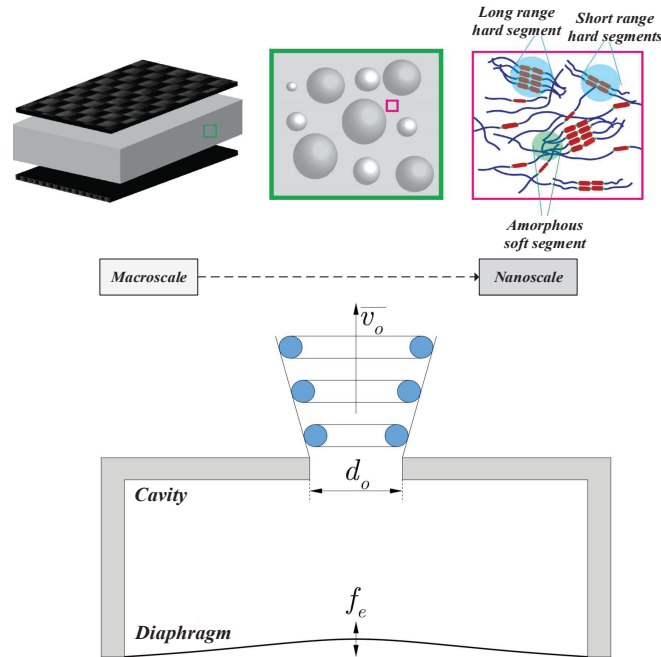 Long range
hard segment
Short range
hard segments
Amorphous
soft segment
Macroscale
Nanoscale
v_o
d_o
Cavity
f_e
Diaphragm